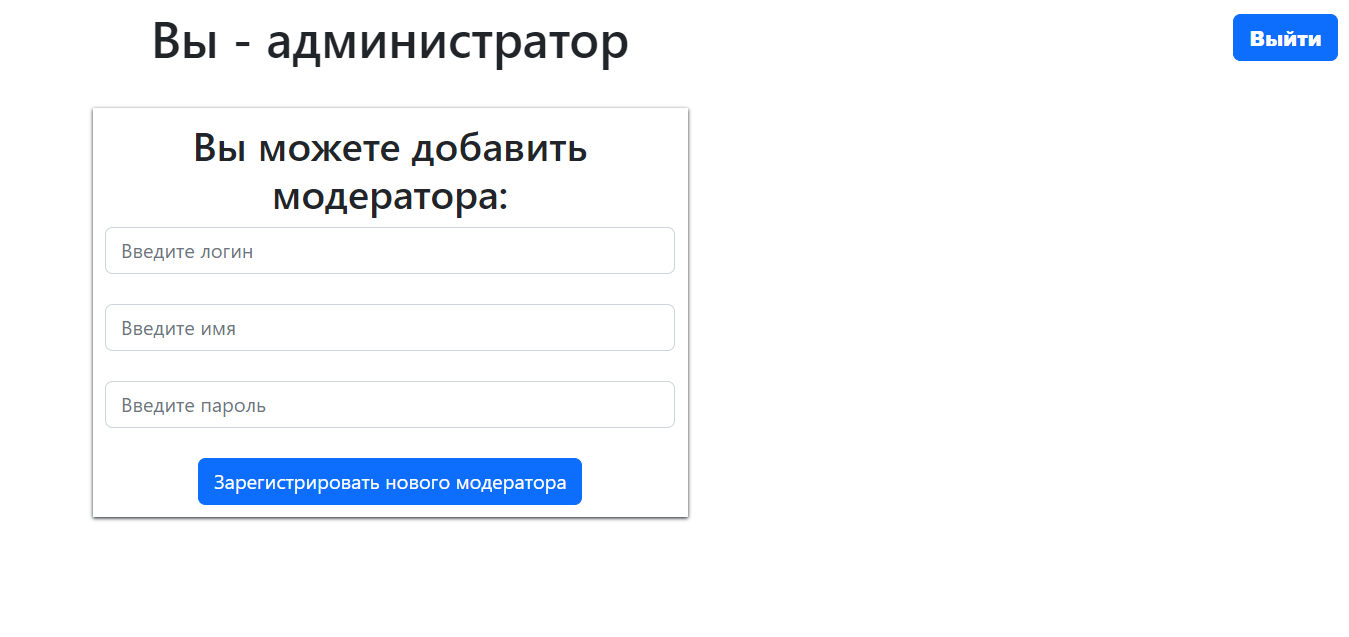 Вы - администратор
Выйти
Вы можете добавить
модератора:
Введите логин
Введите имя
Введите пароль
Зарегистрировать нового модератора